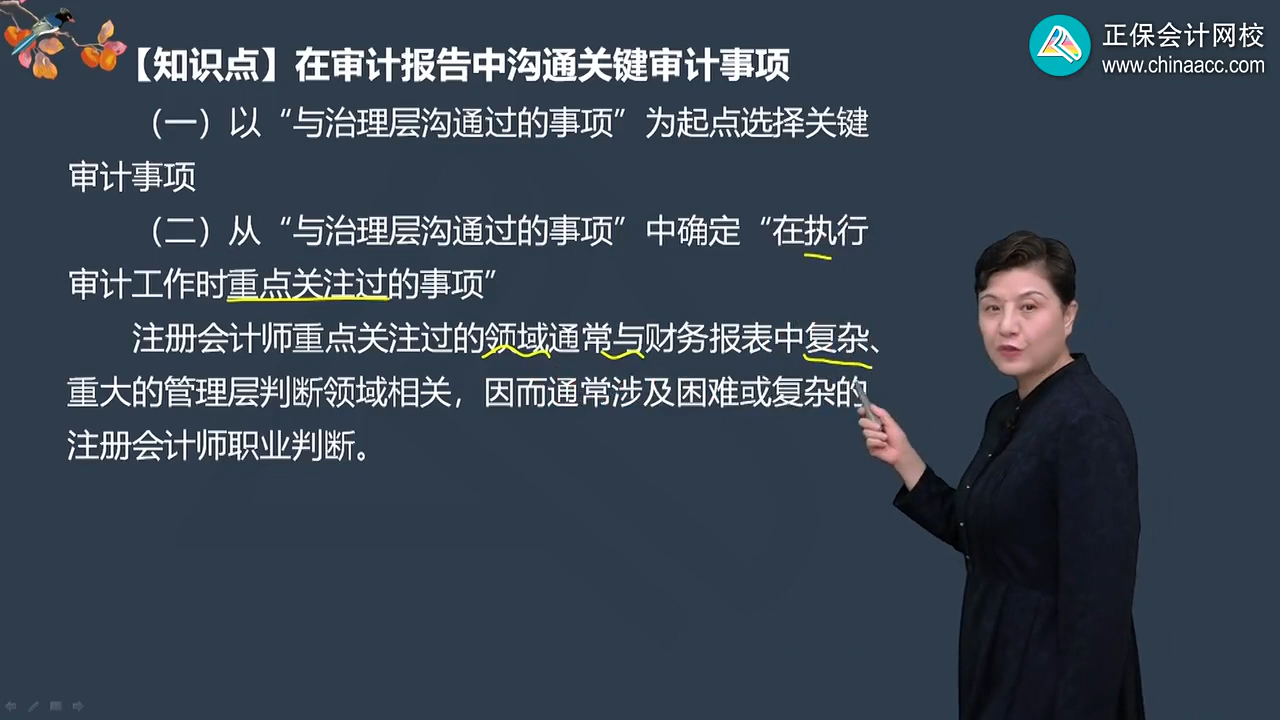 正保会计网校
www.chinaacc.com
【知识点】在审计报告中沟通关键审计事项
（一）以“与治理层沟通过的事项”为起点选择关键
审计事项
（二）从“与治理层沟通过的事项”中确定“在执行
审计工作时重点关注过的事项”
注册会计师重点关注过的领域通常与财务报表中复杂、
重大的管理层判断领域相关，因而通常涉及困难或复杂的
注册会计师职业判断。